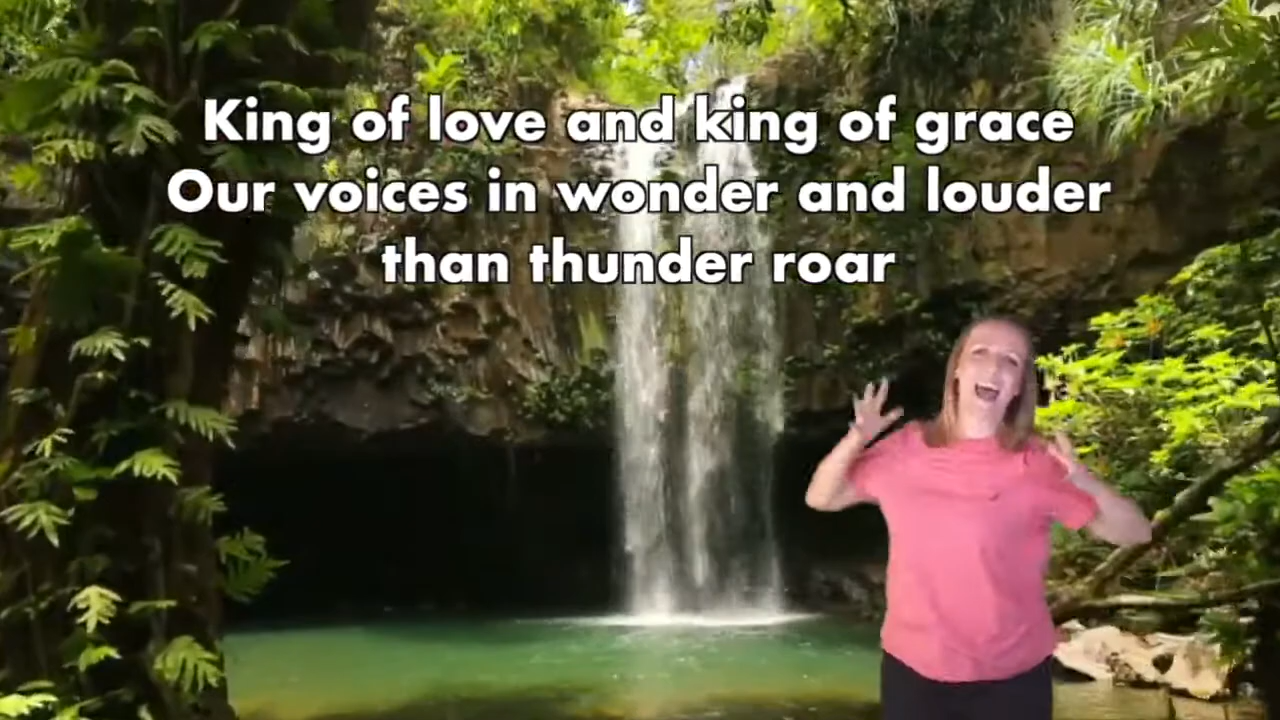 King of love and king of grace
Our voices in wonder and louder
than thunder roar